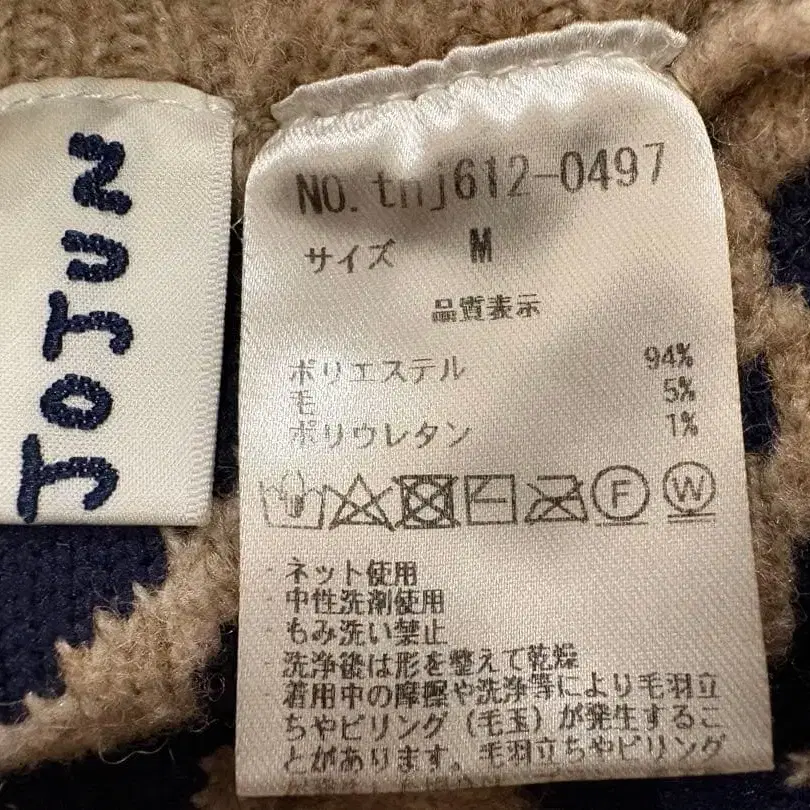 JOJUN
NO. tnj612-0497
サイズ M
品質表示
ポリエステル 94%
毛 5%
ポリウレタン 1%
F W
・ネット使用
・中性洗剤使用
・もみ洗い禁止
・洗浄後は形を整えて乾燥
・着用中の摩擦や洗浄等により毛羽立
ちやピリング(毛玉)が発生するこ
とがあります。毛羽立ちやピリング